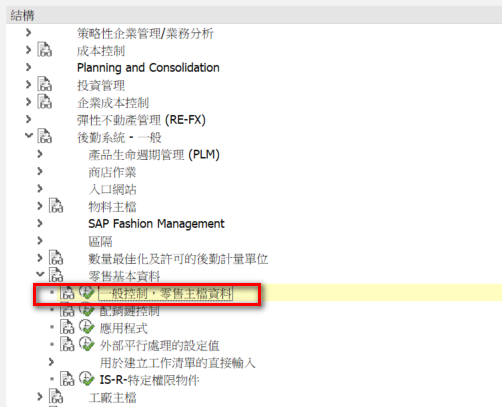 結構
策略性企業管理/業務分析
成本控制
Planning and Consolidation
投資管理
企業成本控制
彈性不動產管理 (RE-FX)
後勤系統 - 一般
產品生命週期管理 (PLM)
商店作業
入口網站
物料主檔
SAP Fashion Management
區隔
數量最佳化及許可的後勤計量單位
零售基本資料
一般控制，零售主檔資料
配銷鏈控制
應用程式
外部平行處理的設定值
用於建立工作清單的直接輸入
IS-R-特定權限物件
工廠主檔